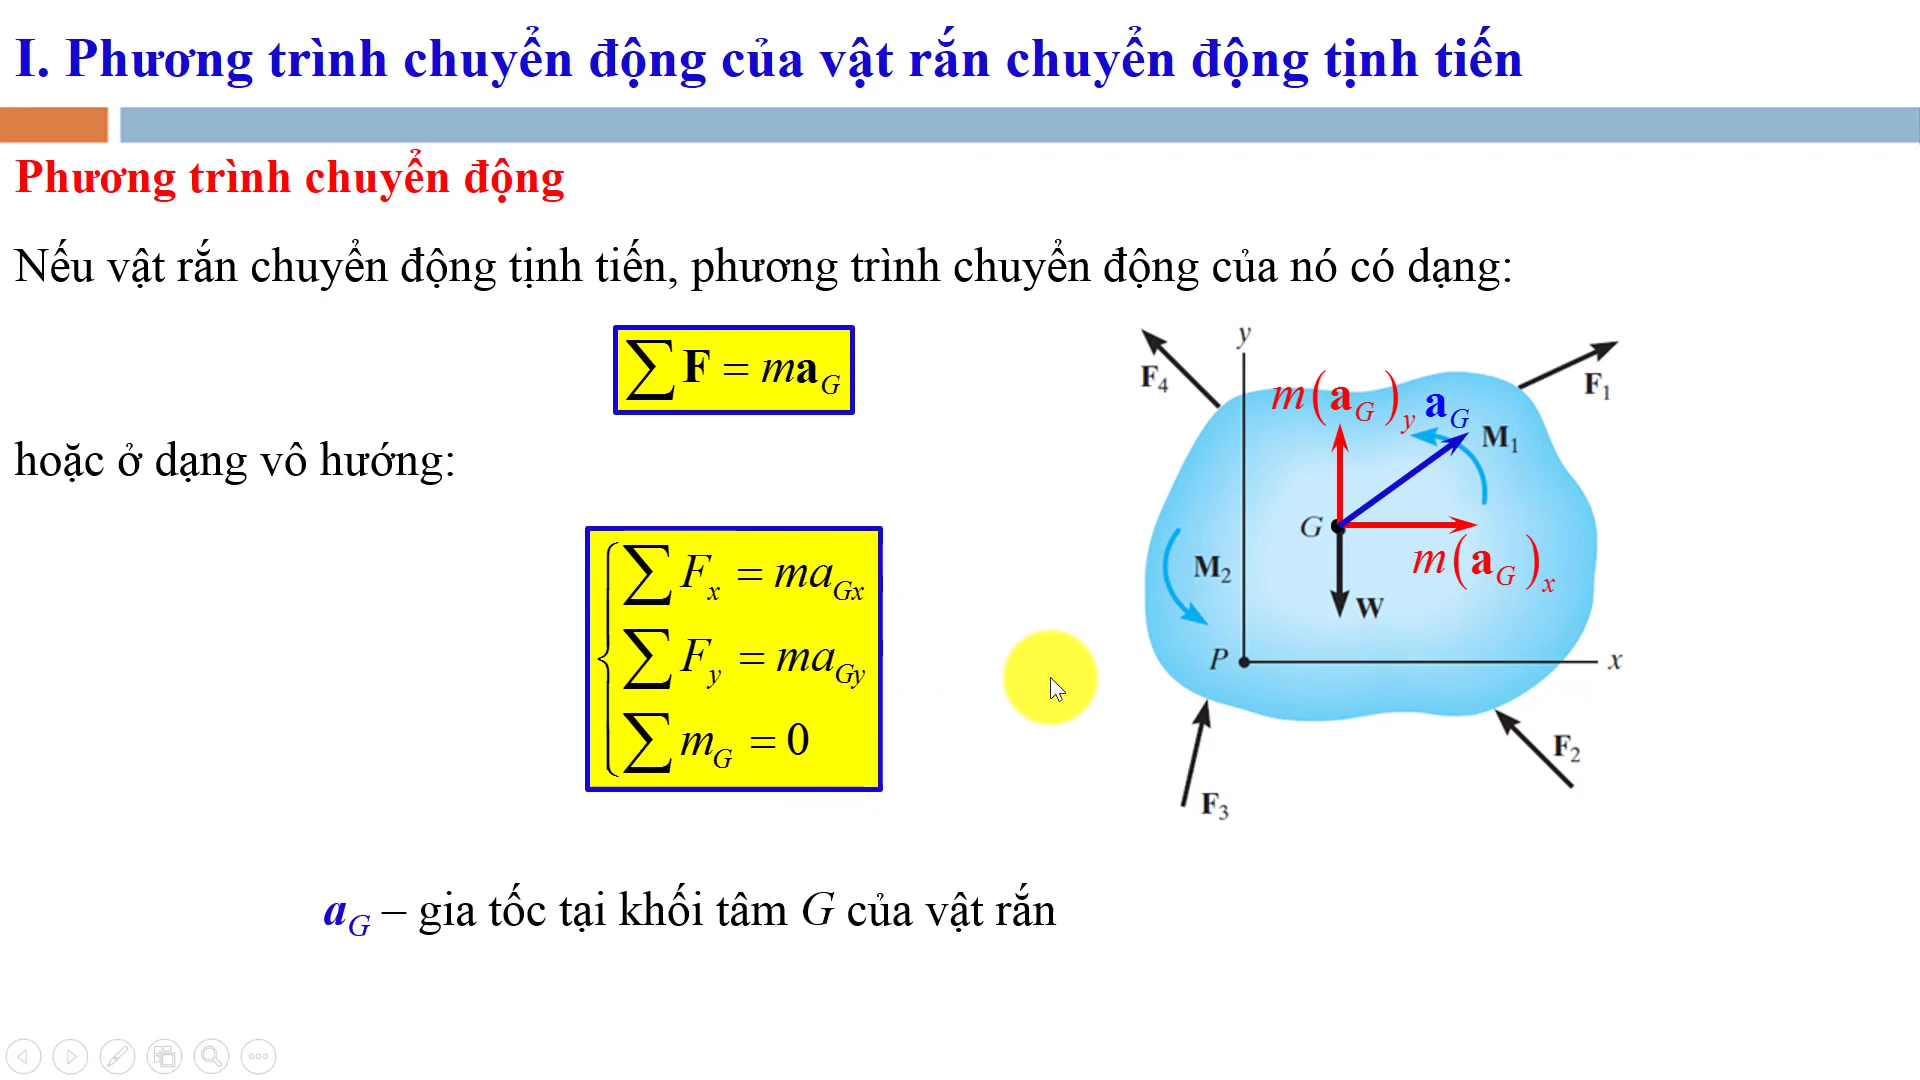 I. Phương trình chuyển động của vật rắn chuyển động tịnh tiến
Phương trình chuyển động
Nếu vật rắn chuyển động tịnh tiến, phương trình chuyển động của nó có dạng:
∑F = ma_G
hoặc ở dạng vô hướng:
∑F_x = ma_Gx
∑F_y = ma_Gy
∑m_G = 0
y
F₄
F₁
m(a_G)_y
a_G
M₁
G
m(a_G)_x
M₂
W
P
x
F₂
F₃
a_G – gia tốc tại khối tâm G của vật rắn